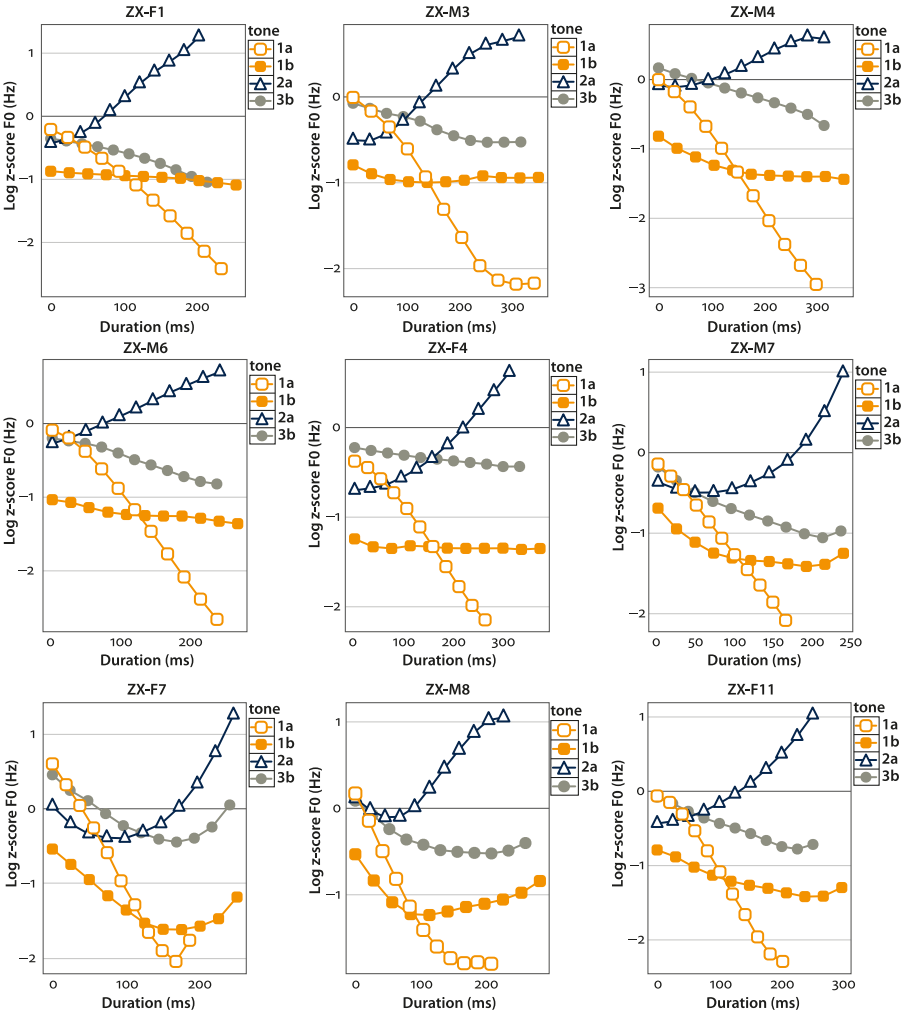 ZX-F1
tone
1a
1b
2a
3b
1
0
−1
−2
Log z-score F0 (Hz)
0 100 200
Duration (ms)
ZX-M3
tone
1a
1b
2a
3b
0
−1
−2
Log z-score F0 (Hz)
0 100 200 300
Duration (ms)
ZX-M4
tone
1a
1b
2a
3b
0
−1
−2
−3
Log z-score F0 (Hz)
0 100 200 300
Duration (ms)
ZX-M6
tone
1a
1b
2a
3b
0
−1
−2
Log z-score F0 (Hz)
0 100 200
Duration (ms)
ZX-F4
tone
1a
1b
2a
3b
0
−1
−2
Log z-score F0 (Hz)
0 100 200 300
Duration (ms)
ZX-M7
tone
1a
1b
2a
3b
1
0
−1
−2
Log z-score F0 (Hz)
0 50 100 150 200 250
Duration (ms)
ZX-F7
tone
1a
1b
2a
3b
1
0
−1
−2
Log z-score F0 (Hz)
0 100 200
Duration (ms)
ZX-M8
tone
1a
1b
2a
3b
1
0
−1
Log z-score F0 (Hz)
0 100 200
Duration (ms)
ZX-F11
tone
1a
1b
2a
3b
1
0
−1
−2
Log z-score F0 (Hz)
0 100 200 300
Duration (ms)